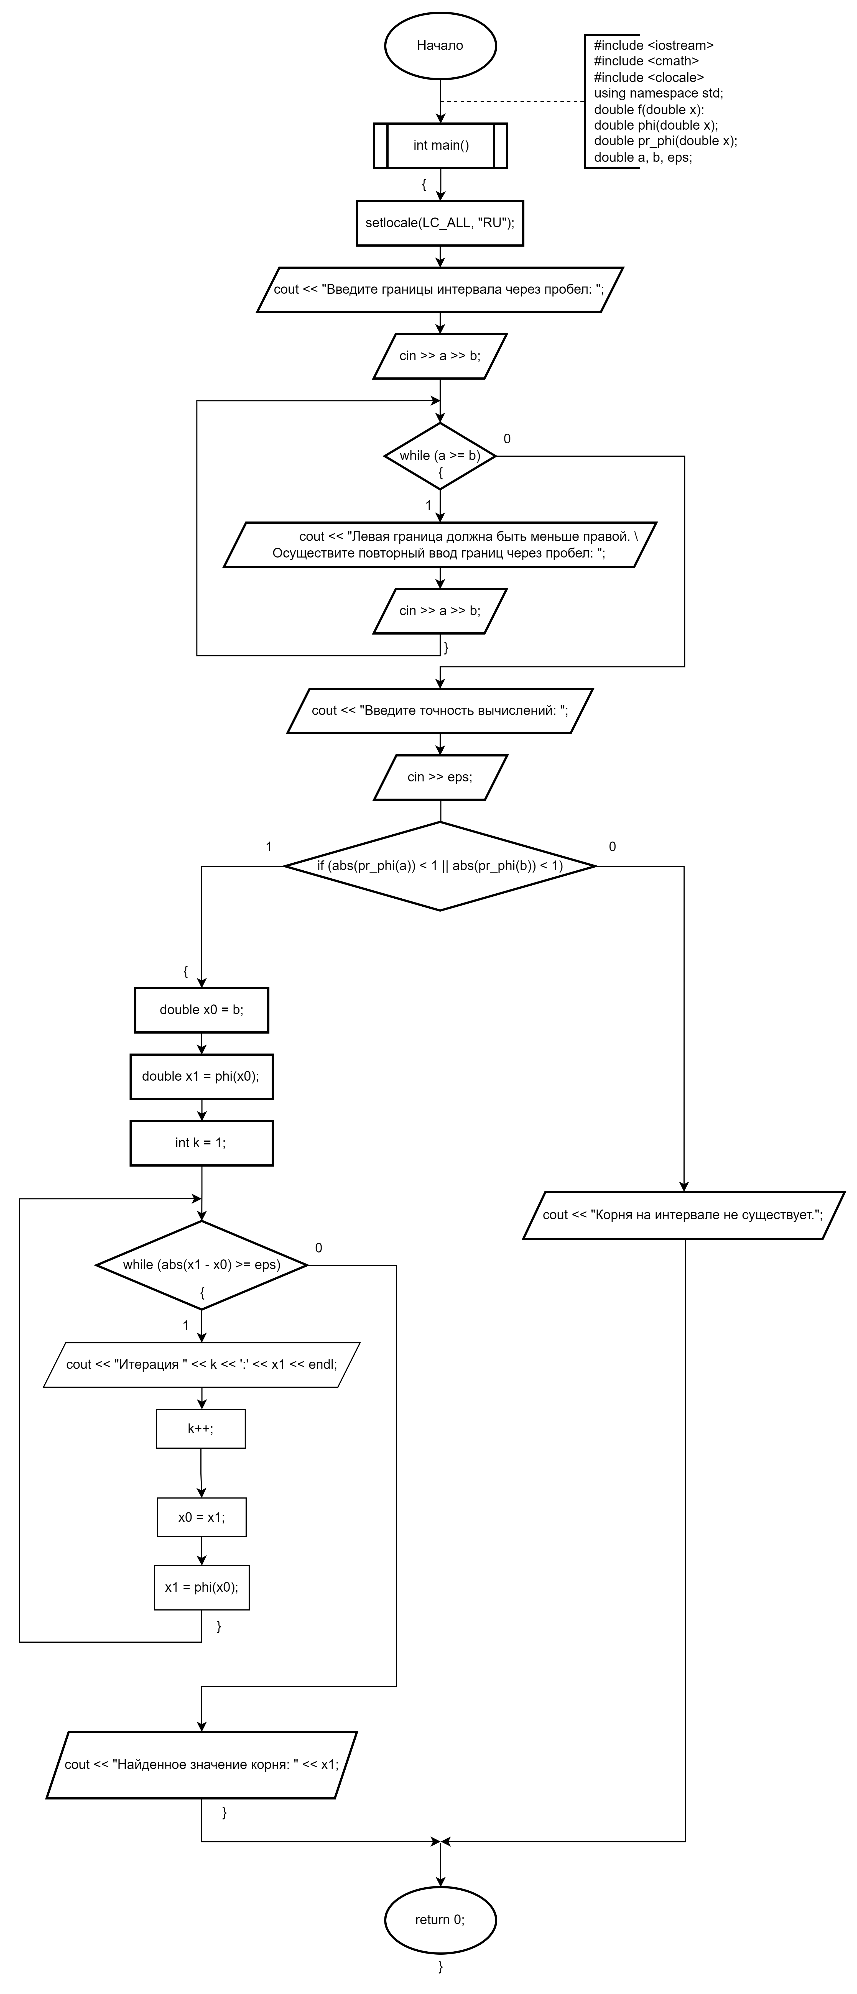 Начало
#include <iostream>
#include <cmath>
#include <clocale>
using namespace std;
double f(double x):
double phi(double x);
double pr_phi(double x);
double a, b, eps;
int main()
{
setlocale(LC_ALL, "RU");
cout << "Введите границы интервала через пробел: ";
cin >> a >> b;
while (a >= b)
{
0
1
cout << "Левая граница должна быть меньше правой. \
Осуществите повторный ввод границ через пробел: ";
cin >> a >> b;
}
cout << "Введите точность вычислений: ";
cin >> eps;
if (abs(pr_phi(a)) < 1 || abs(pr_phi(b)) < 1)
1
0
{
double x0 = b;
double x1 = phi(x0);
int k = 1;
cout << "Корня на интервале не существует.";
while (abs(x1 - x0) >= eps)
{
0
1
cout << "Итерация " << k << ':' << x1 << endl;
k++;
x0 = x1;
x1 = phi(x0);
}
cout << "Найденное значение корня: " << x1;
}
return 0;
}